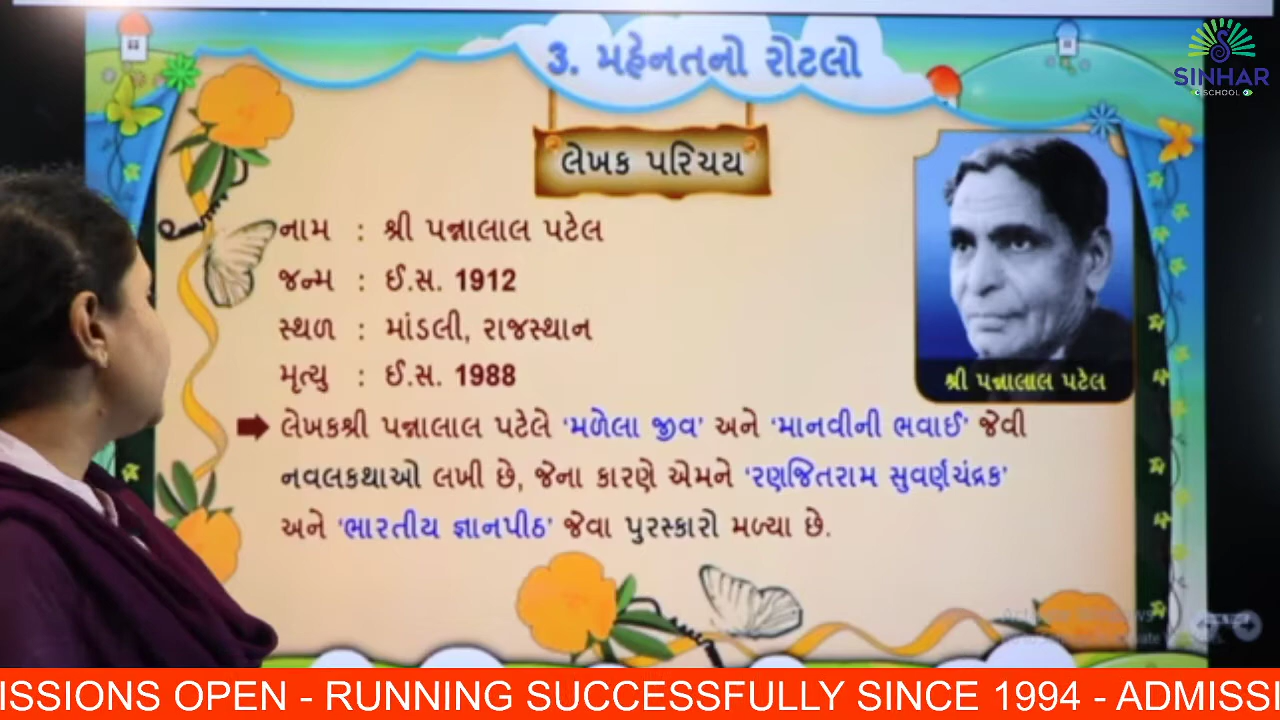 3. મહેનતનો રોટલો
SINHAR
SCHOOL
લેખક પરિચય
નામ : શ્રી પન્નાલાલ પટેલ
જન્મ : ઈ.સ. 1912
સ્થળ : માંડલી, રાજસ્થાન
મૃત્યુ : ઈ.સ. 1988
શ્રી પન્નાલાલ પટેલ
લેખકશ્રી પન્નાલાલ પટેલે ‘મળેલા જીવ’ અને ‘માનવીની ભવાઈ’ જેવી
નવલકથાઓ લખી છે, જેના કારણે એમને ‘રણજિતરામ સુવર્ણચંદ્રક’
અને ‘ભારતીય જ્ઞાનપીઠ’ જેવા પુરસ્કારો મળ્યા છે.
ISSIONS OPEN - RUNNING SUCCESSFULLY SINCE 1994 - ADMISSI